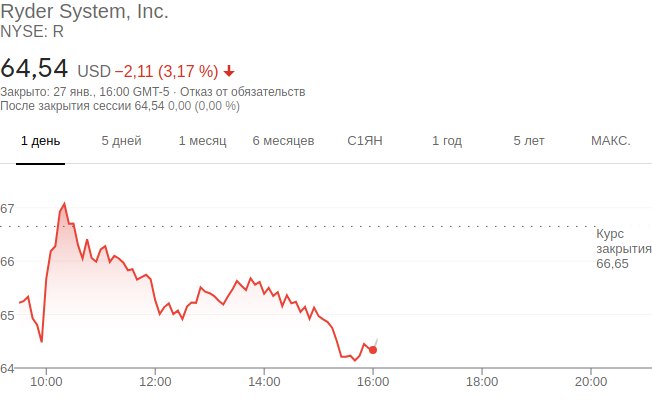 Ryder System, Inc.
NYSE: R
64,54 USD −2,11 (3,17 %)
Закрыто: 27 янв., 16:00 GMT-5 · Отказ от обязательств
После закрытия сессии 64,54 0,00 (0,00 %)
1 день 5 дней 1 месяц 6 месяцев С1ЯН 1 год 5 лет МАКС.
67
Курс
закрытия
66,65
66
65
64
10:00 12:00 14:00 16:00 18:00 20:00